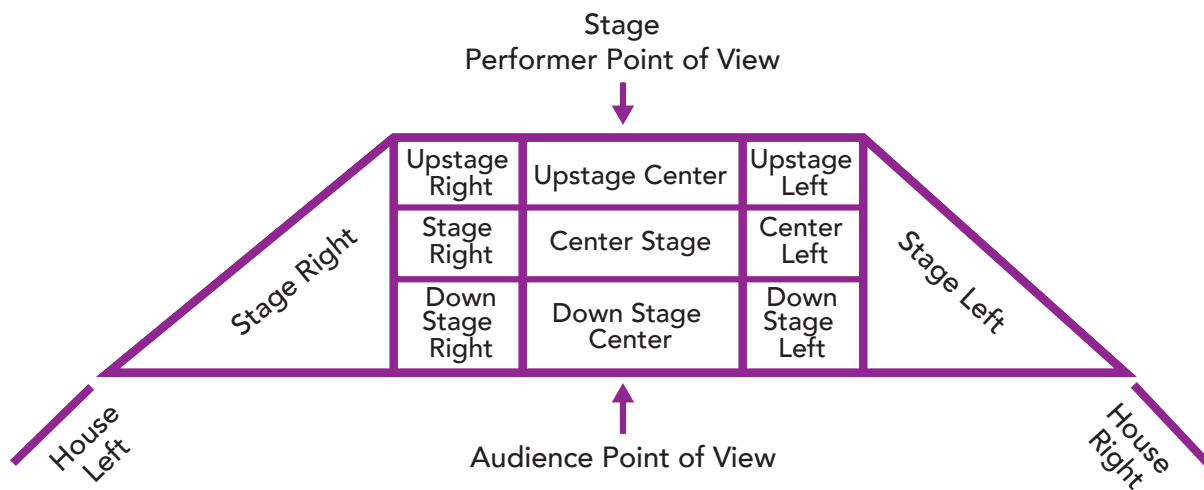 Stage
Performer Point of View
Upstage
Right
Upstage Center
Upstage
Left
Stage
Right
Center Stage
Center
Left
Down
Stage
Right
Down Stage
Center
Down
Stage
Left
Stage Right
Stage Left
House
Left
Audience Point of View
House
Right